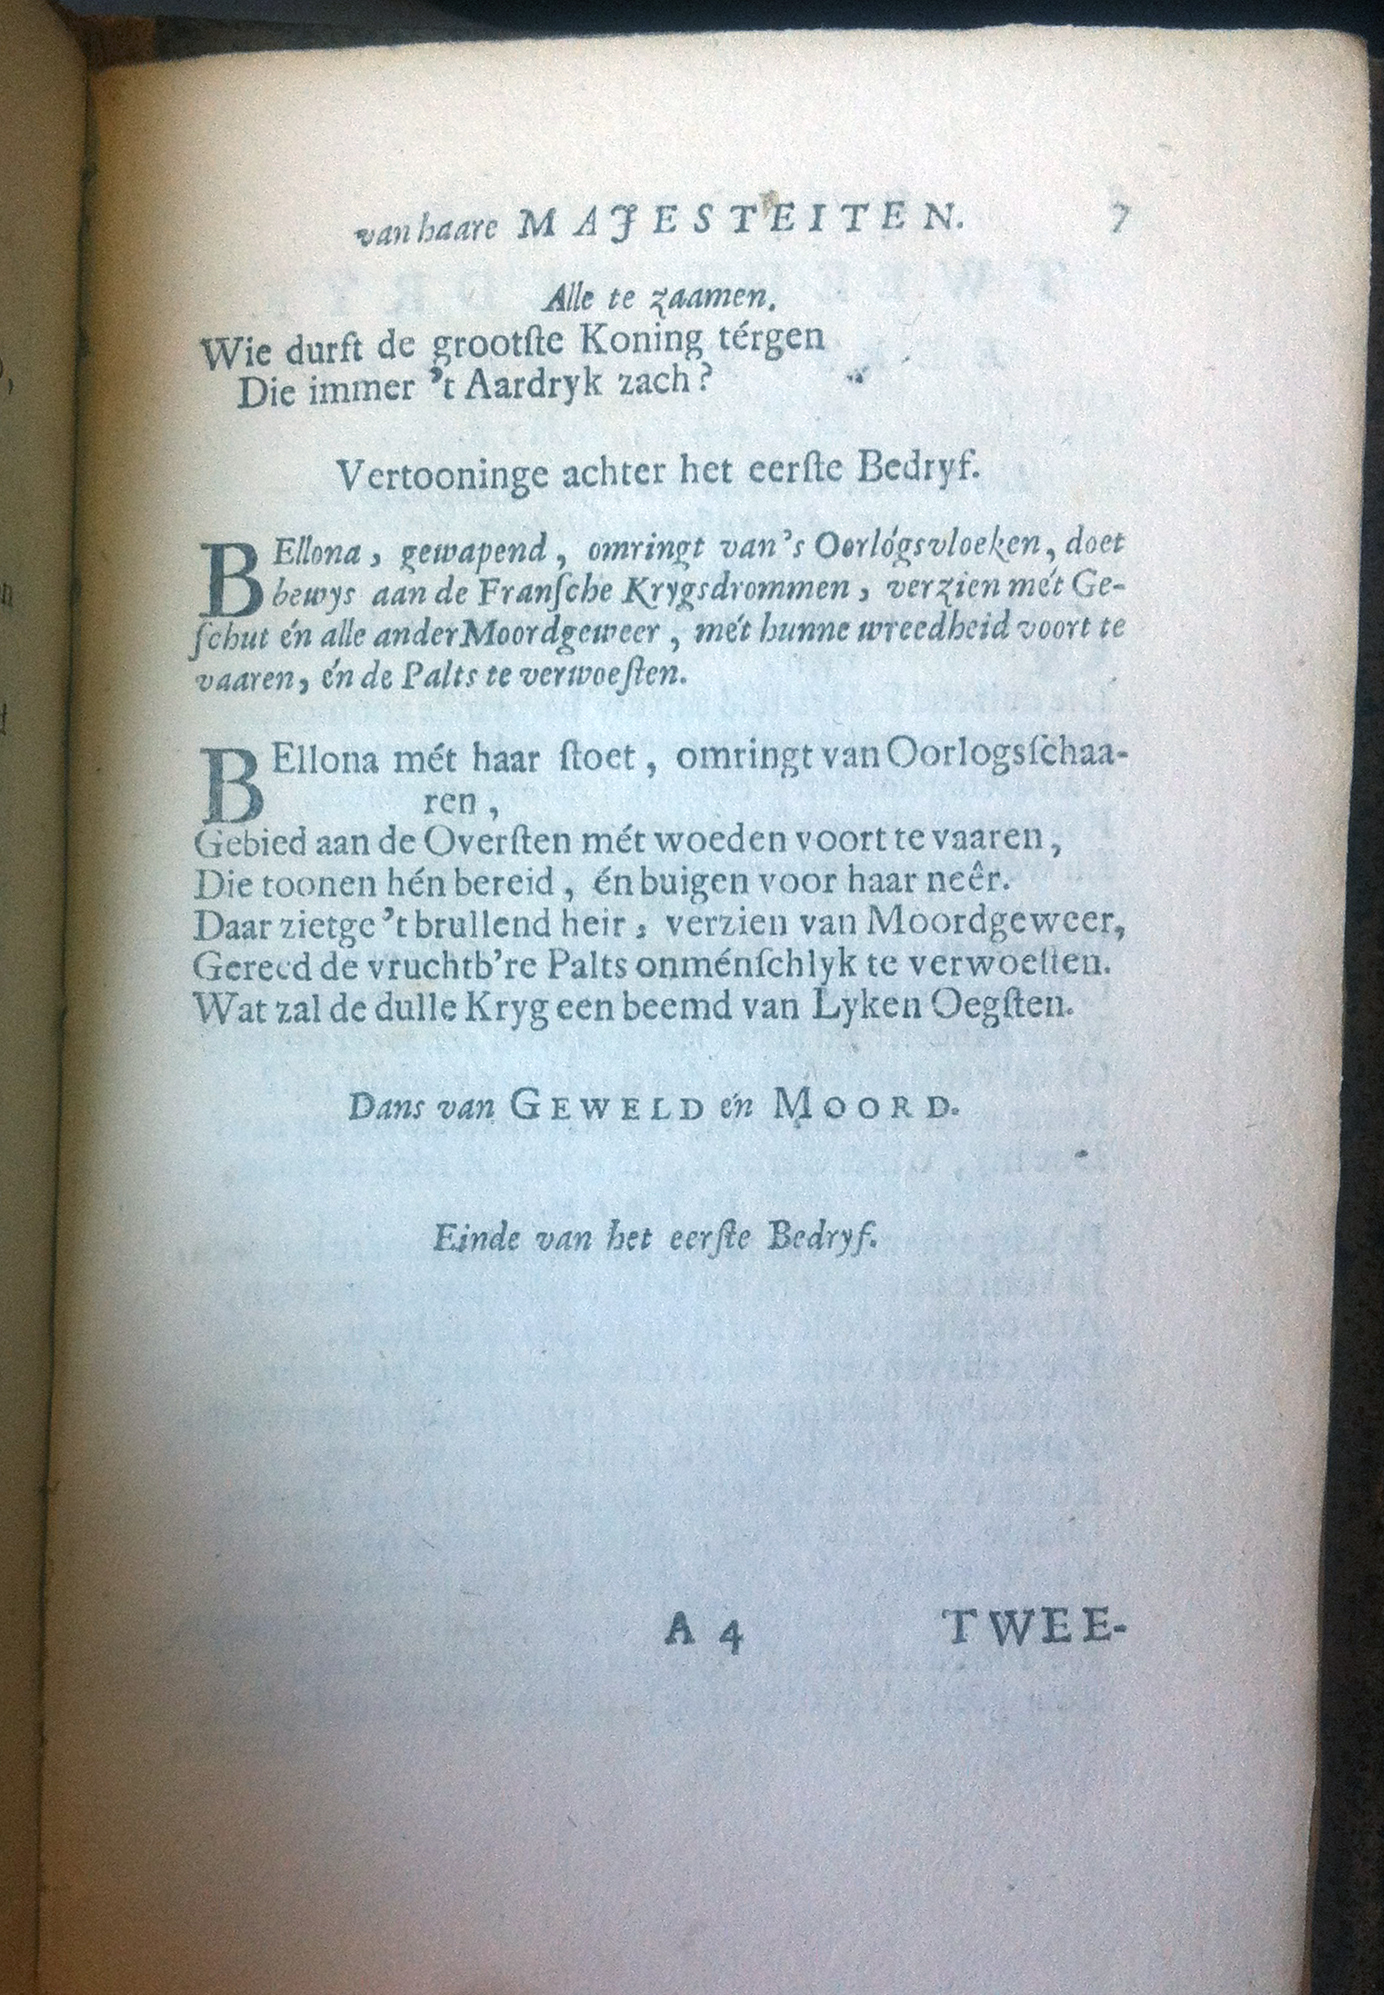 van haare MAJESTEITEN. 7
Alle te zaamen.
Wie durft de grootſte Koning térgen
Die immer 't Aardryk zach?
Vertooninge achter het eerſte Bedryf.
BEllona, gewapend, omringt van 's Oorlógsvloeken, doet
bewys aan de Franſche Krygsdrommen, verzien mét Ge-
ſchut én alle ander Moordgeweer, mét hunne wreedheid voort te
vaaren, én de Palts te verwoeſten.
BEllona mét haar ſtoet, omringt van Oorlogsſchaa-
ren,
Gebied aan de Overſten mét woeden voort te vaaren,
Die toonen hén bereid, én buigen voor haar neêr.
Daar zietge 't brullend heir, verzien van Moordgeweer,
Gereed de vruchtb're Palts onménſchlyk te verwoeſten.
Wat zal de dulle Kryg een beemd van Lyken Oegſten.
Dans van GEWELD én MOORD.
Einde van het eerſte Bedryf.
A 4 TWEE-